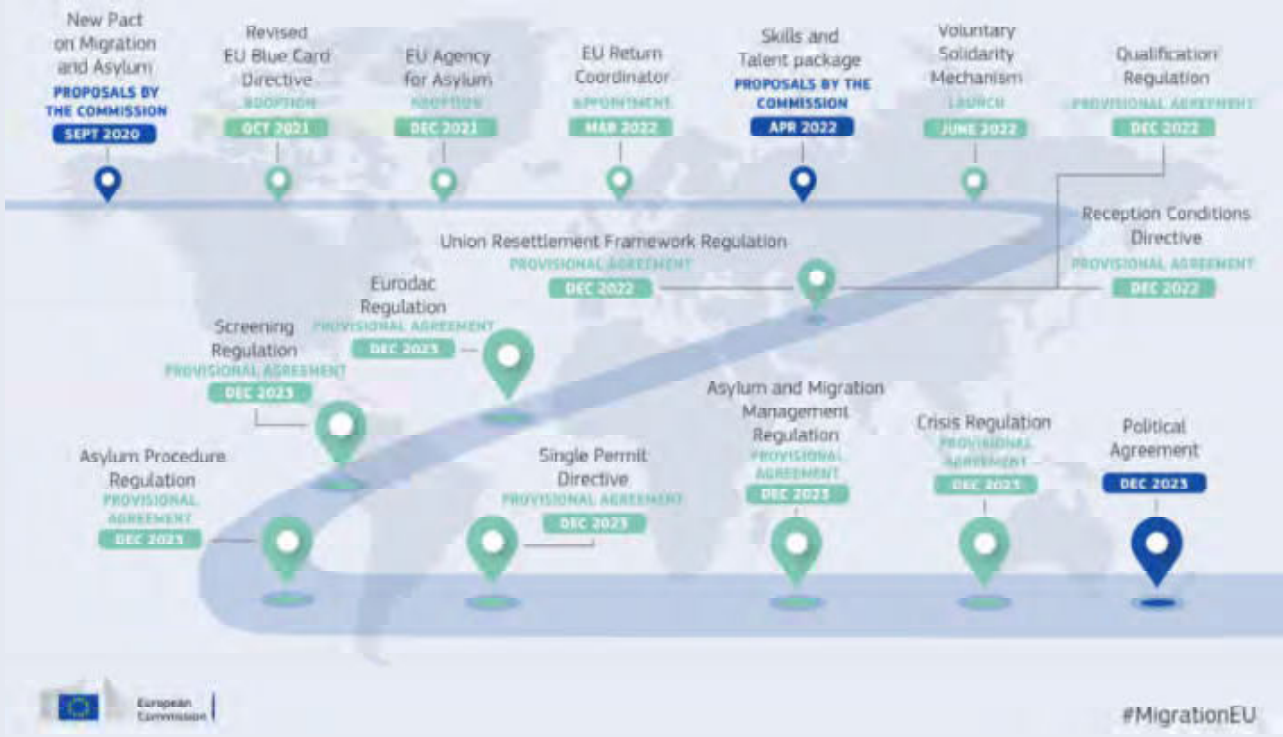 New Pact
on Migration
and Asylum
PROPOSALS BY
THE COMMISSION
SEPT 2020
Revised
EU Blue Card
Directive
ADOPTION
OCT 2021
EU Agency
for Asylum
ADOPTION
DEC 2021
EU Return
Coordinator
APPOINTMENT
MAR 2022
Skills and
Talent package
PROPOSALS BY THE
COMMISSION
APR 2022
Voluntary
Solidarity
Mechanism
LAUNCH
JUNE 2022
Qualification
Regulation
PROVISIONAL AGREEMENT
DEC 2022
Reception Conditions
Directive
PROVISIONAL AGREEMENT
DEC 2022
Union Resettlement Framework Regulation
PROVISIONAL AGREEMENT
DEC 2022
Eurodac
Regulation
PROVISIONAL AGREEMENT
DEC 2023
Screening
Regulation
PROVISIONAL AGREEMENT
DEC 2023
Asylum Procedure
Regulation
PROVISIONAL
AGREEMENT
DEC 2023
Single Permit
Directive
PROVISIONAL AGREEMENT
DEC 2023
Asylum and Migration
Management
Regulation
PROVISIONAL
AGREEMENT
DEC 2023
Crisis Regulation
PROVISIONAL
AGREEMENT
DEC 2023
Political
Agreement
DEC 2023
European
Commission
#MigrationEU